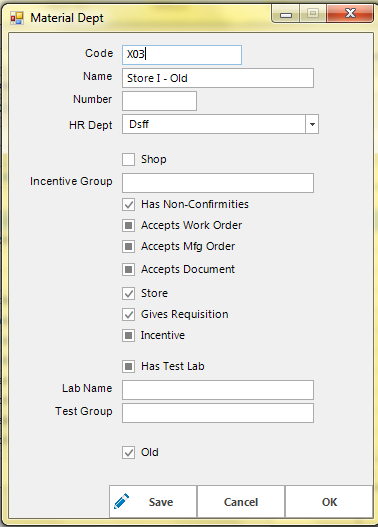 Material Dept
Code X03
Name Store I - Old
Number
HR Dept Dsff
Shop
Incentive Group
Has Non-Confirmities
Accepts Work Order
Accepts Mfg Order
Accepts Document
Store
Gives Requisition
Incentive
Has Test Lab
Lab Name
Test Group
Old
Save Cancel OK